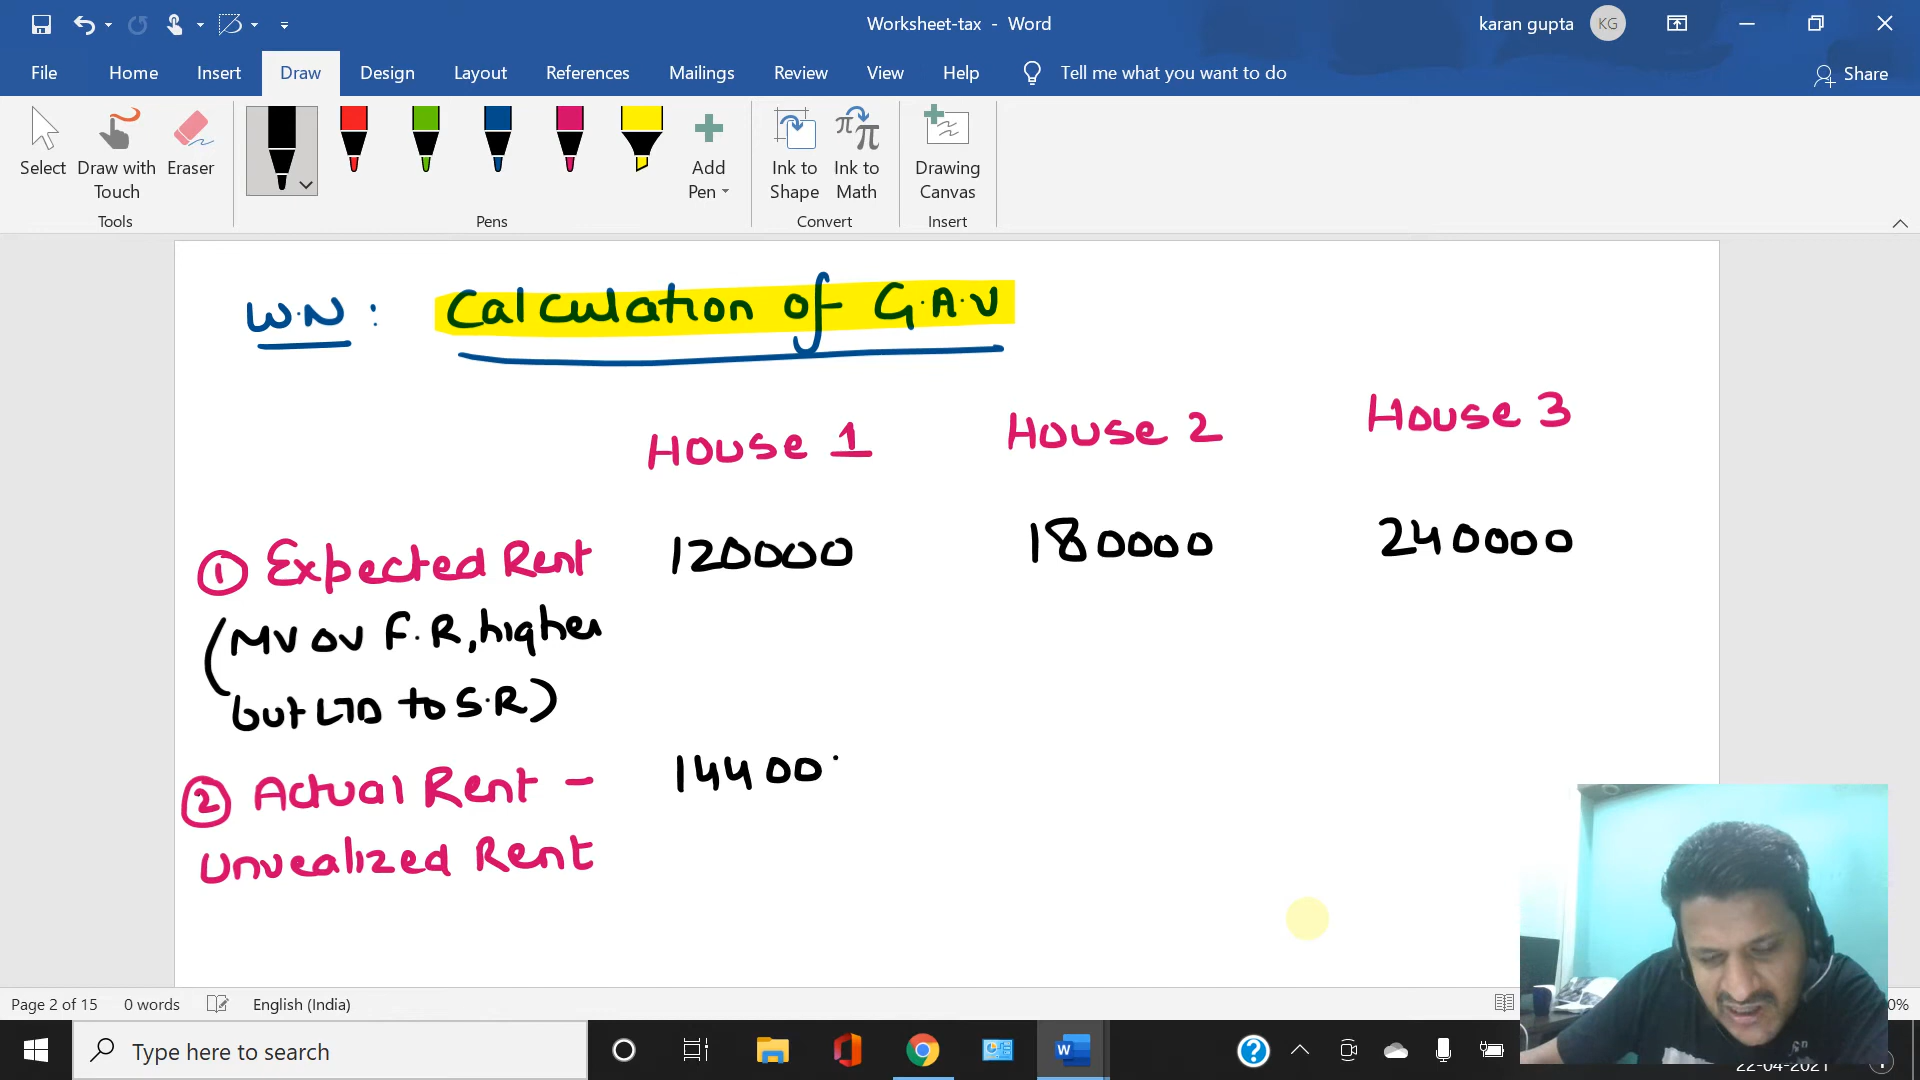 Worksheet-tax - Word
karan gupta KG
File Home Insert Draw Design Layout References Mailings Review View Help Tell me what you want to do Share
Select Draw with Touch Eraser Add Pen Ink to Shape Ink to Math Drawing Canvas
Tools Pens Convert Insert
W.N : Calculation of G.A.V
House 1 House 2 House 3
① Expected Rent 120000 180000 240000
(MV or F.R, higher
but LTD to S.R)
② Actual Rent - 14400
Unrealized Rent
Page 2 of 15 0 words English (India)
Type here to search
22-04-2021